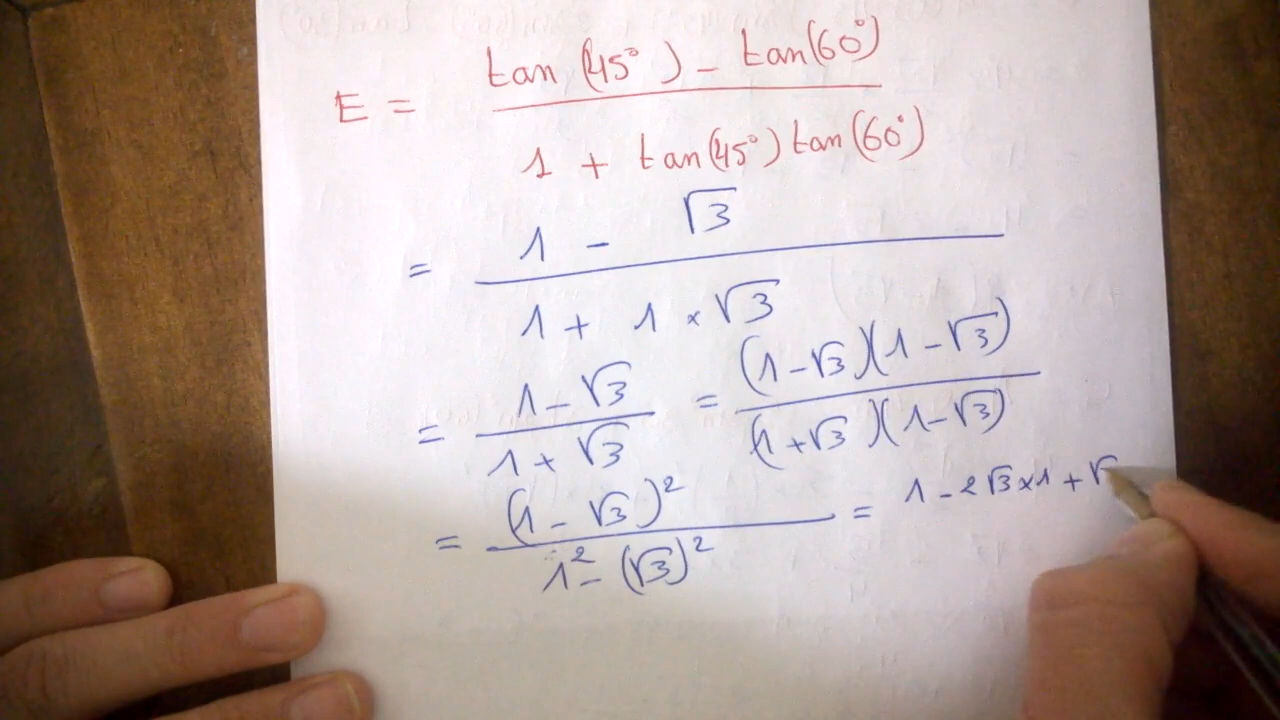 E = tan (45°) - tan(60°) / 1 + tan(45°) tan(60°)
= 1 - √3 / 1 + 1 × √3
= 1 - √3 / 1 + √3 = (1-√3)(1-√3) / (1+√3)(1-√3)
= (1 - √3)² / 1² - (√3)² = 1 - 2√3×1 + √